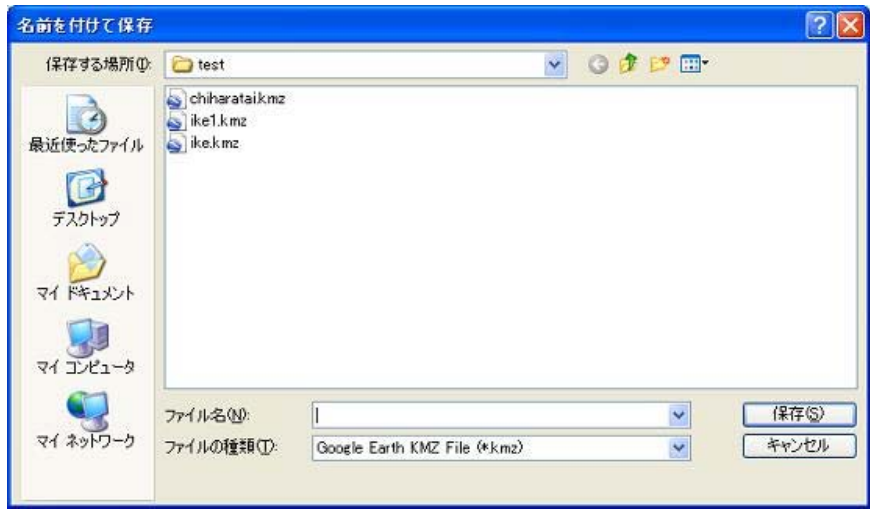 名前を付けて保存
保存する場所(I):
test
chiharatai.kmz
ike1.kmz
ike.kmz
最近使ったファイル
デスクトップ
マイ ドキュメント
マイ コンピュータ
マイ ネットワーク
ファイル名(N):
保存(S)
ファイルの種類(T):
Google Earth KMZ File (*.kmz)
キャンセル